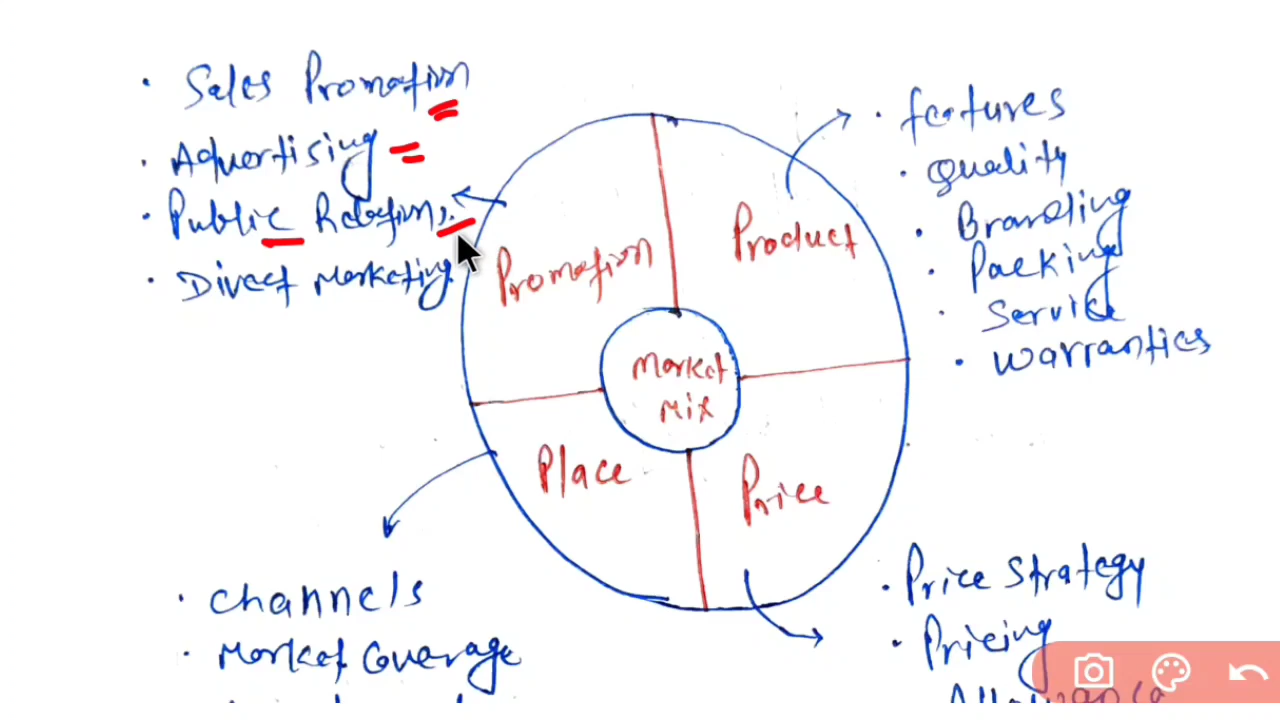 • Sales Promotion
• Advertising
• Public Relations.
• Direct Marketing
• features
• Quality
• Branding
• Packing
• Service
• Warranties
Promotion
Product
Market
Mix
Place
Price
• Channels
• Market Coverage
• Price Strategy
• Pricing
Allowance